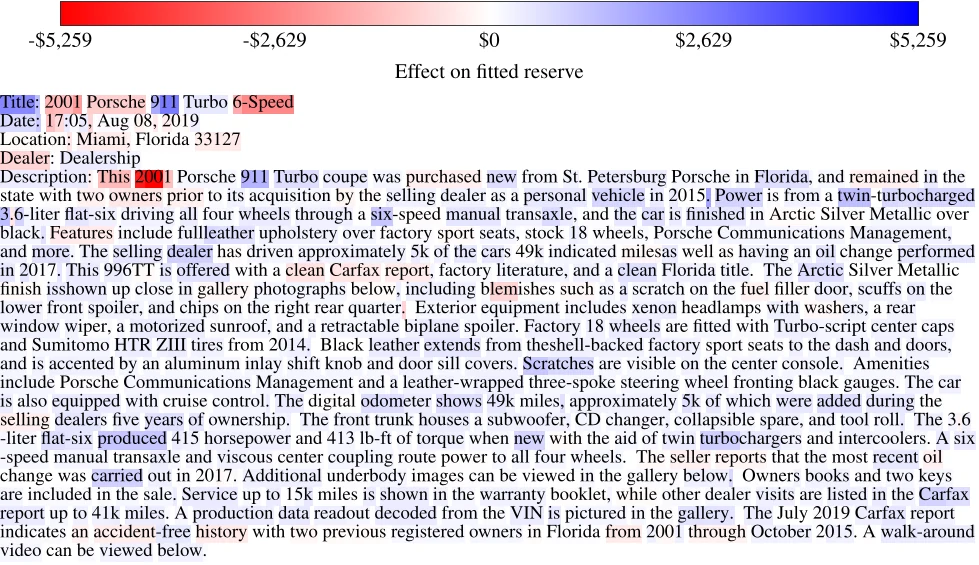 -$5,259 -$2,629 $0 $2,629 $5,259
Effect on fitted reserve
Title: 2001 Porsche 911 Turbo 6-Speed
Date: 17:05, Aug 08, 2019
Location: Miami, Florida 33127
Dealer: Dealership
Description: This 2001 Porsche 911 Turbo coupe was purchased new from St. Petersburg Porsche in Florida, and remained in the
state with two owners prior to its acquisition by the selling dealer as a personal vehicle in 2015. Power is from a twin-turbocharged
3.6-liter flat-six driving all four wheels through a six-speed manual transaxle, and the car is finished in Arctic Silver Metallic over
black. Features include fullleather upholstery over factory sport seats, stock 18 wheels, Porsche Communications Management,
and more. The selling dealer has driven approximately 5k of the cars 49k indicated milesas well as having an oil change performed
in 2017. This 996TT is offered with a clean Carfax report, factory literature, and a clean Florida title. The Arctic Silver Metallic
finish isshown up close in gallery photographs below, including blemishes such as a scratch on the fuel filler door, scuffs on the
lower front spoiler, and chips on the right rear quarter. Exterior equipment includes xenon headlamps with washers, a rear
window wiper, a motorized sunroof, and a retractable biplane spoiler. Factory 18 wheels are fitted with Turbo-script center caps
and Sumitomo HTR ZIII tires from 2014. Black leather extends from theshell-backed factory sport seats to the dash and doors,
and is accented by an aluminum inlay shift knob and door sill covers. Scratches are visible on the center console. Amenities
include Porsche Communications Management and a leather-wrapped three-spoke steering wheel fronting black gauges. The car
is also equipped with cruise control. The digital odometer shows 49k miles, approximately 5k of which were added during the
selling dealers five years of ownership. The front trunk houses a subwoofer, CD changer, collapsible spare, and tool roll. The 3.6
-liter flat-six produced 415 horsepower and 413 lb-ft of torque when new with the aid of twin turbochargers and intercoolers. A six
-speed manual transaxle and viscous center coupling route power to all four wheels. The seller reports that the most recent oil
change was carried out in 2017. Additional underbody images can be viewed in the gallery below. Owners books and two keys
are included in the sale. Service up to 15k miles is shown in the warranty booklet, while other dealer visits are listed in the Carfax
report up to 41k miles. A production data readout decoded from the VIN is pictured in the gallery. The July 2019 Carfax report
indicates an accident-free history with two previous registered owners in Florida from 2001 through October 2015. A walk-around
video can be viewed below.